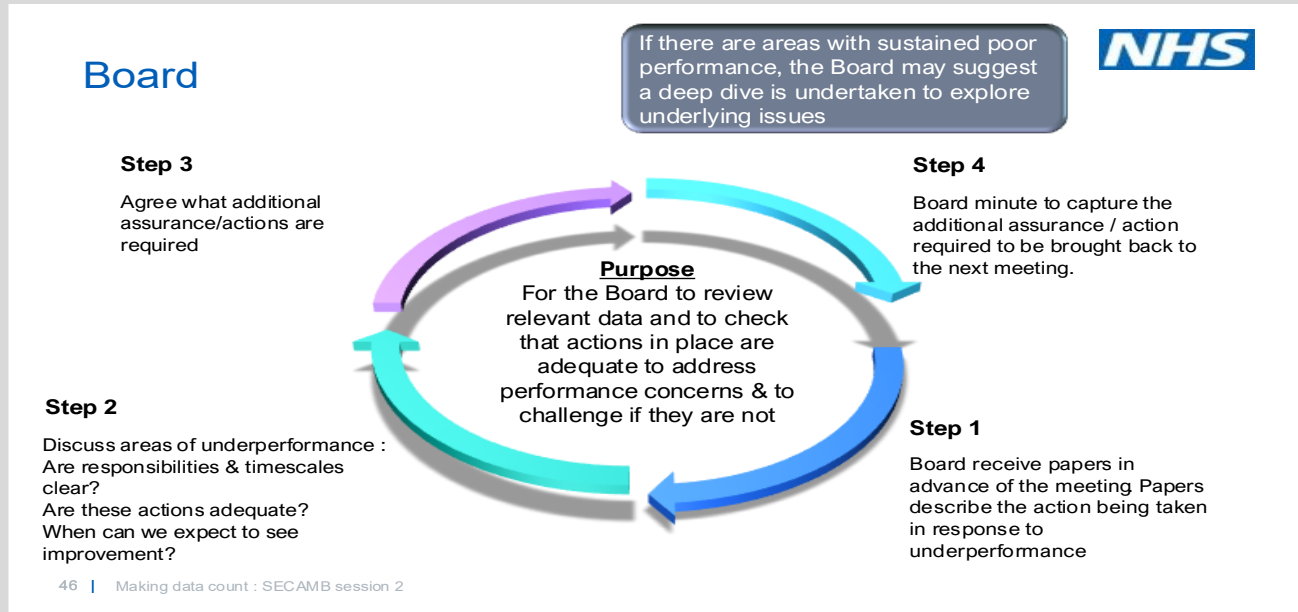 Board
If there are areas with sustained poor
performance, the Board may suggest
a deep dive is undertaken to explore
underlying issues
NHS
Step 3
Agree what additional
assurance/actions are
required
Step 4
Board minute to capture the
additional assurance / action
required to be brought back to
the next meeting.
Purpose
For the Board to review
relevant data and to check
that actions in place are
adequate to address
performance concerns & to
challenge if they are not
Step 2
Discuss areas of underperformance :
Are responsibilities & timescales
clear?
Are these actions adequate?
When can we expect to see
improvement?
Step 1
Board receive papers in
advance of the meeting. Papers
describe the action being taken
in response to
underperformance
46 | Making data count : SECAMB session 2